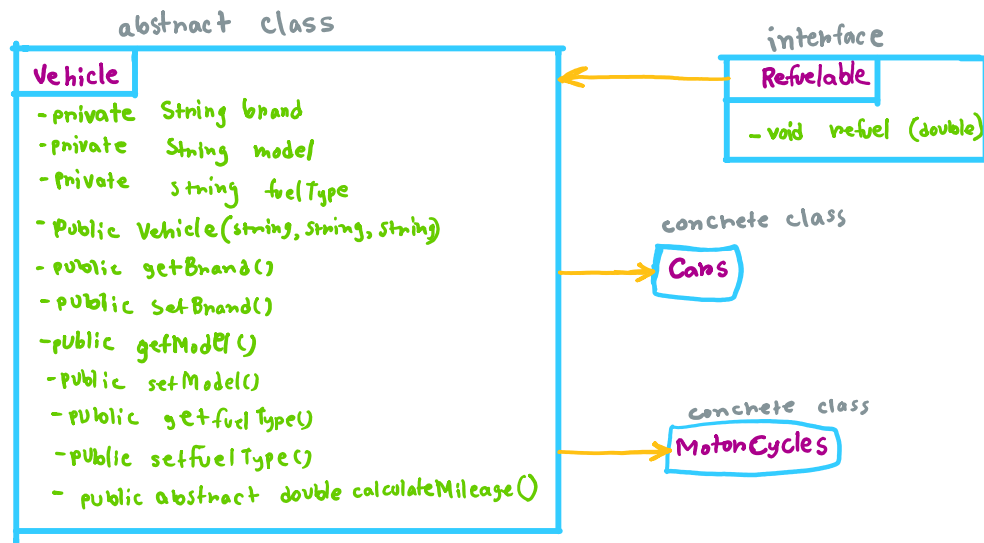 abstract class
Vehicle
- private String brand
- private String model
- private string fuelType
- Public Vehicle(string, string, string)
- public getBrand()
- public setBrand()
- public getModel()
- public setModel()
- public getfuelType()
- public setfuelType()
- public abstract double calculateMileage()
interface
Refuelable
- void refuel (double)
concrete class
Cars
concrete class
MotorCycles